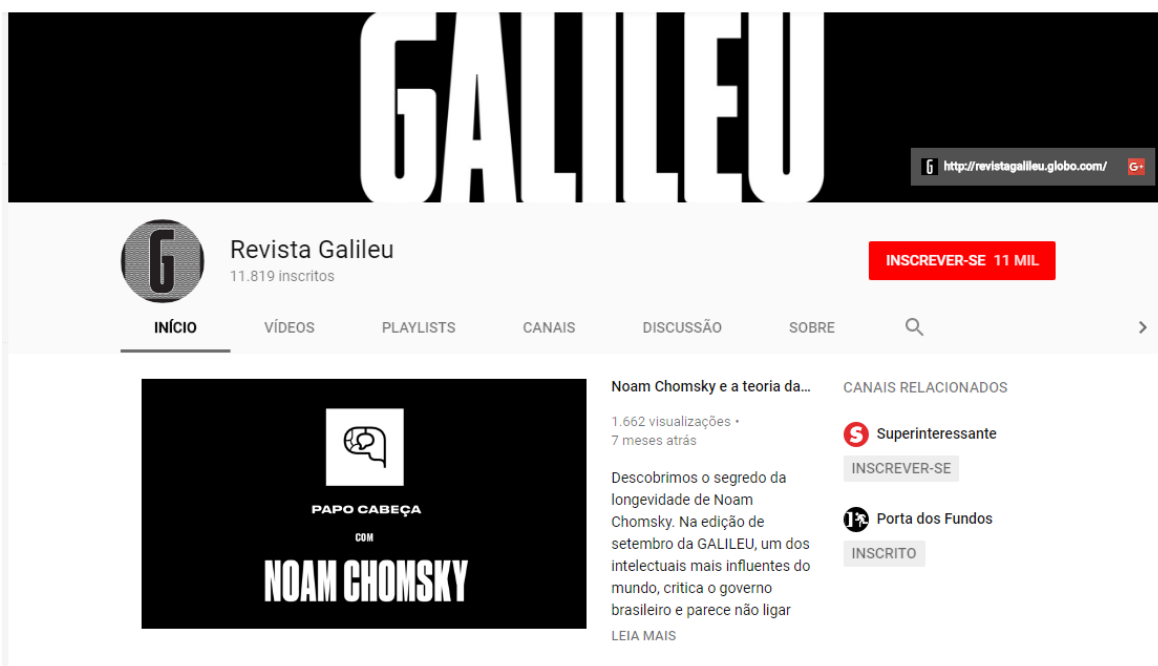 GALILEU
G http://revistagalileu.globo.com/ G+
G
Revista Galileu
11.819 inscritos
INSCREVER-SE 11 MIL
INÍCIO VÍDEOS PLAYLISTS CANAIS DISCUSSÃO SOBRE
PAPO CABEÇA
COM
NOAM CHOMSKY
Noam Chomsky e a teoria da...
1.662 visualizações •
7 meses atrás
Descobrimos o segredo da
longevidade de Noam
Chomsky. Na edição de
setembro da GALILEU, um dos
intelectuais mais influentes do
mundo, critica o governo
brasileiro e parece não ligar
LEIA MAIS
CANAIS RELACIONADOS
S Superinteressante
INSCREVER-SE
Porta dos Fundos
INSCRITO